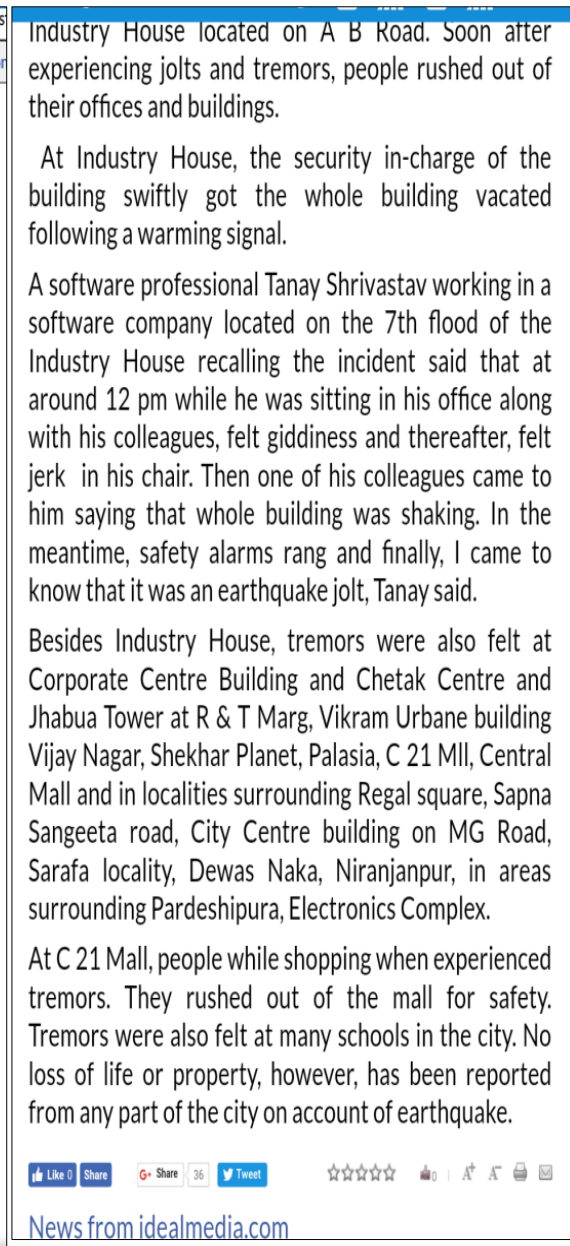 Industry House located on A B Road. Soon after
experiencing jolts and tremors, people rushed out of
their offices and buildings.
At Industry House, the security in-charge of the
building swiftly got the whole building vacated
following a warming signal.
A software professional Tanay Shrivastav working in a
software company located on the 7th flood of the
Industry House recalling the incident said that at
around 12 pm while he was sitting in his office along
with his colleagues, felt giddiness and thereafter, felt
jerk in his chair. Then one of his colleagues came to
him saying that whole building was shaking. In the
meantime, safety alarms rang and finally, I came to
know that it was an earthquake jolt, Tanay said.
Besides Industry House, tremors were also felt at
Corporate Centre Building and Chetak Centre and
Jhabua Tower at R & T Marg, Vikram Urbane building
Vijay Nagar, Shekhar Planet, Palasia, C 21 Mll, Central
Mall and in localities surrounding Regal square, Sapna
Sangeeta road, City Centre building on MG Road,
Sarafa locality, Dewas Naka, Niranjanpur, in areas
surrounding Pardeshipura, Electronics Complex.
At C 21 Mall, people while shopping when experienced
tremors. They rushed out of the mall for safety.
Tremors were also felt at many schools in the city. No
loss of life or property, however, has been reported
from any part of the city on account of earthquake.
Like 0 Share G+ Share 36 Tweet 0 A+ A-
News from idealmedia.com